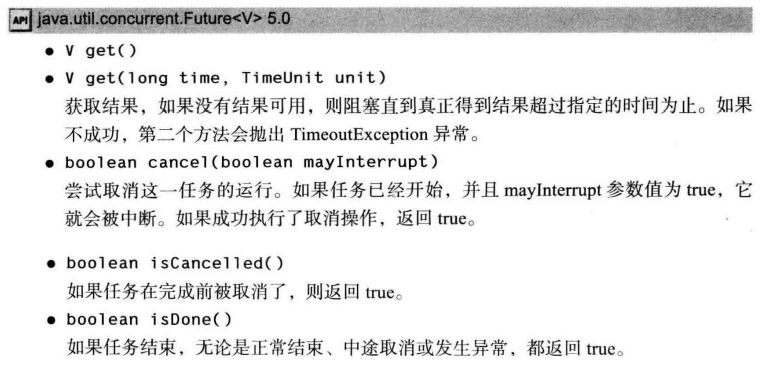 API java.util.concurrent.Future<V> 5.0
• V get()
• V get(long time, TimeUnit unit)
获取结果，如果没有结果可用，则阻塞直到真正得到结果超过指定的时间为止。如果
不成功，第二个方法会抛出 TimeoutException 异常。
• boolean cancel(boolean mayInterrupt)
尝试取消这一任务的运行。如果任务已经开始，并且 mayInterrupt 参数值为 true，它
就会被中断。如果成功执行了取消操作，返回 true。
• boolean isCancelled()
如果任务在完成前被取消了，则返回 true。
• boolean isDone()
如果任务结束，无论是正常结束、中途取消或发生异常，都返回 true。